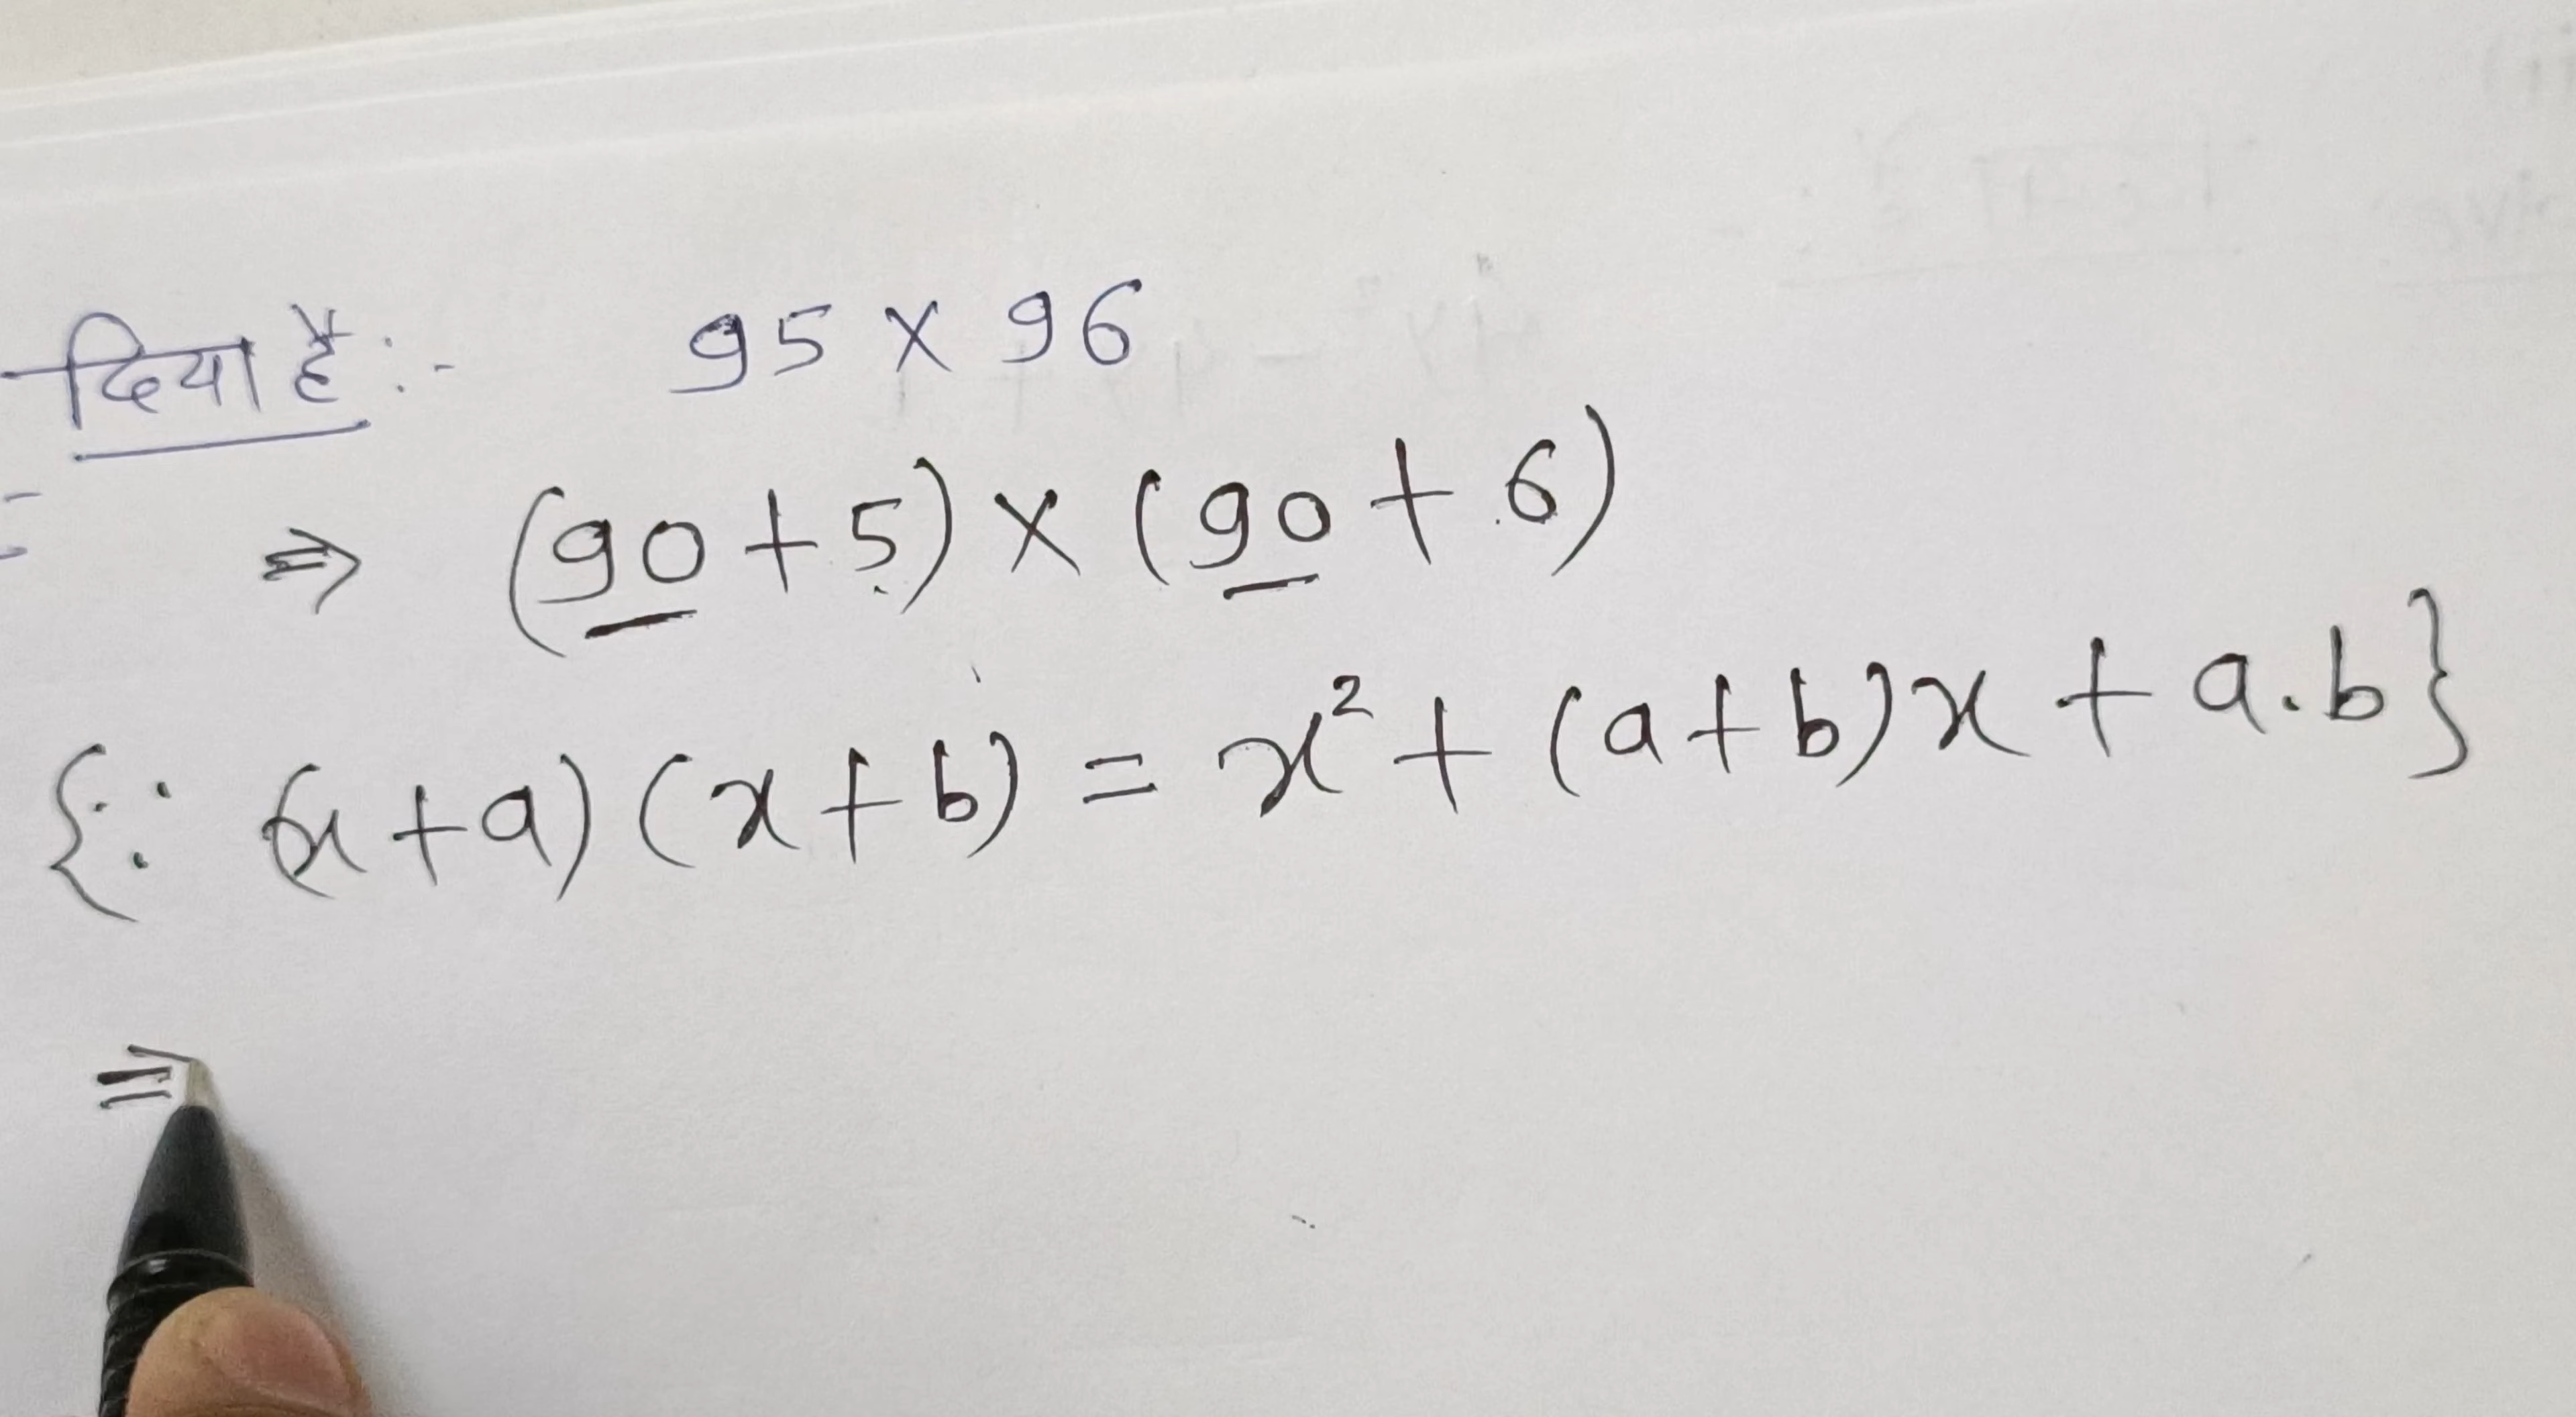 दिया है :- 95 × 96
⇒ (90 + 5) × (90 + 6)
{∵ (x + a) (x + b) = x² + (a + b)x + a.b}
⇒